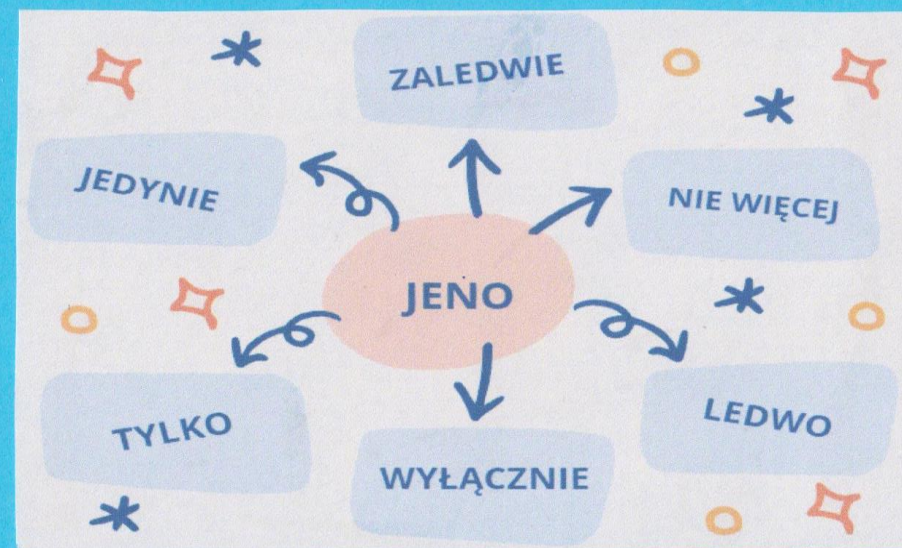 ZALEDWIE
JEDYNIE
NIE WIĘCEJ
JENO
TYLKO
LEDWO
WYŁĄCZNIE